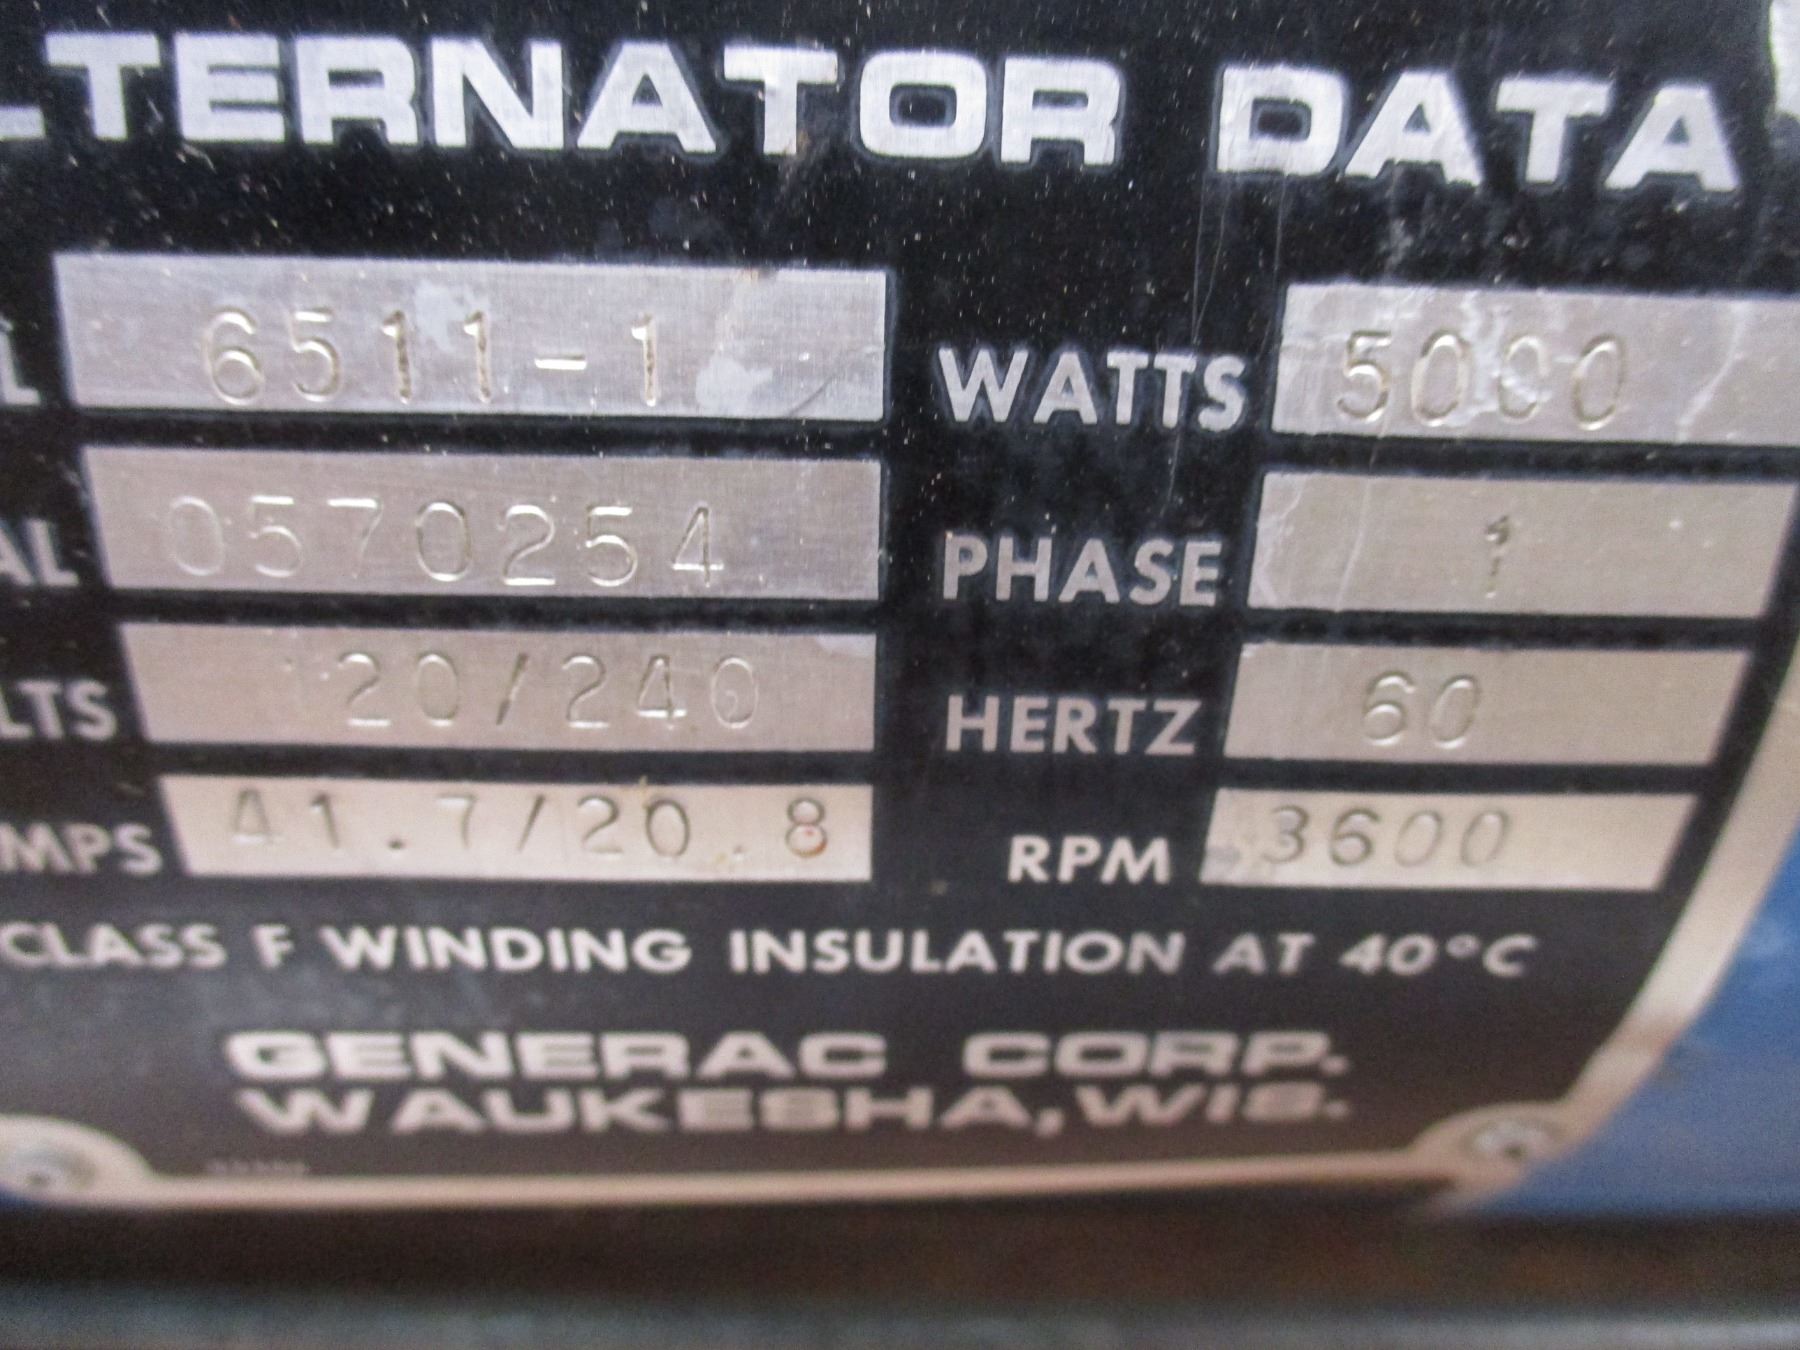 LTERNATOR DATA
L 6511-1 WATTS 5000
AL 0570254 PHASE 1
LTS 120/240 HERTZ 60
MPS 41.7/20.8 RPM 3600
CLASS F WINDING INSULATION AT 40°C
GENERAC CORP.
WAUKESHA, WIS.